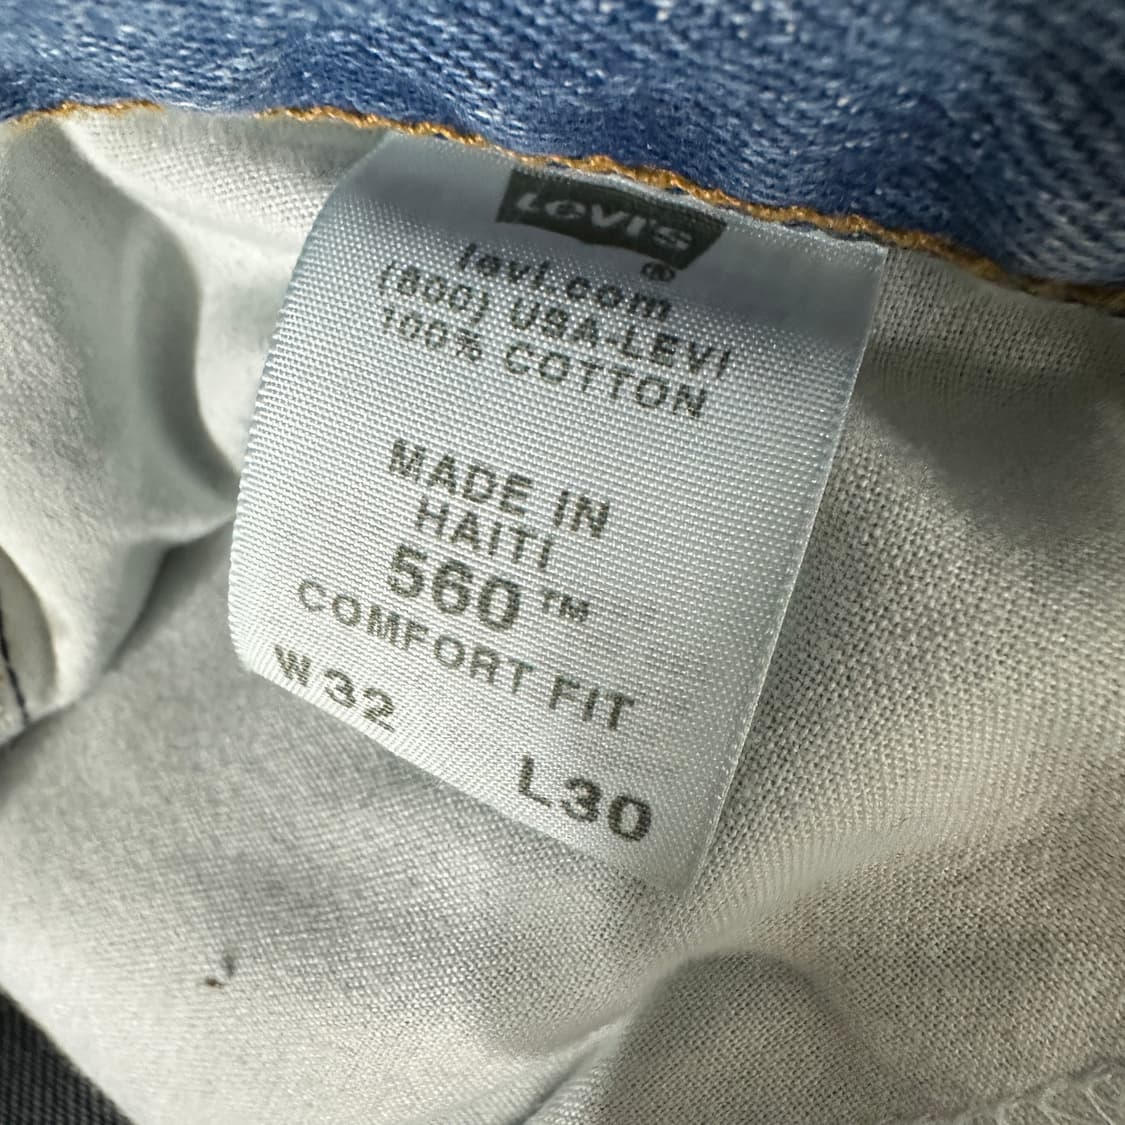 Levi's
®
levi.com
(800) USA-LEVI
100% COTTON
MADE IN
HAITI
560™
COMFORT FIT
W32 L30